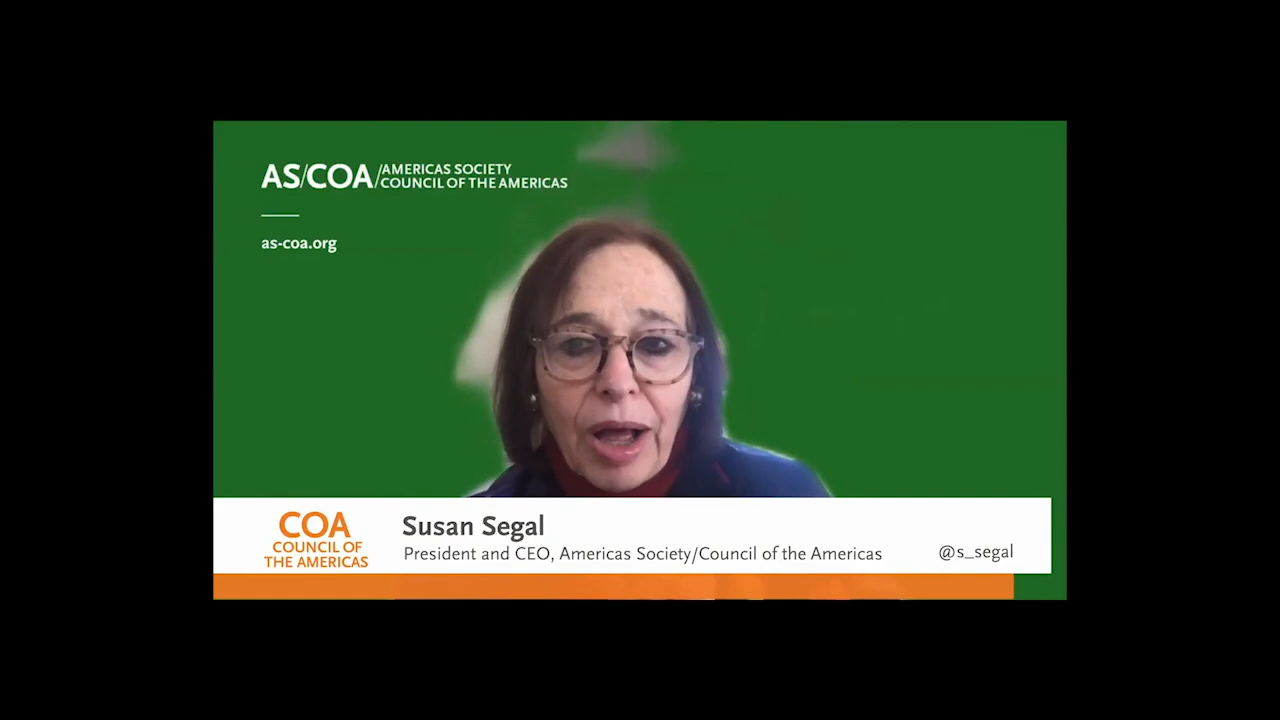 AS/COA/AMERICAS SOCIETY
COUNCIL OF THE AMERICAS
as-coa.org
COA
COUNCIL OF
THE AMERICAS
Susan Segal
President and CEO, Americas Society/Council of the Americas
@s_segal